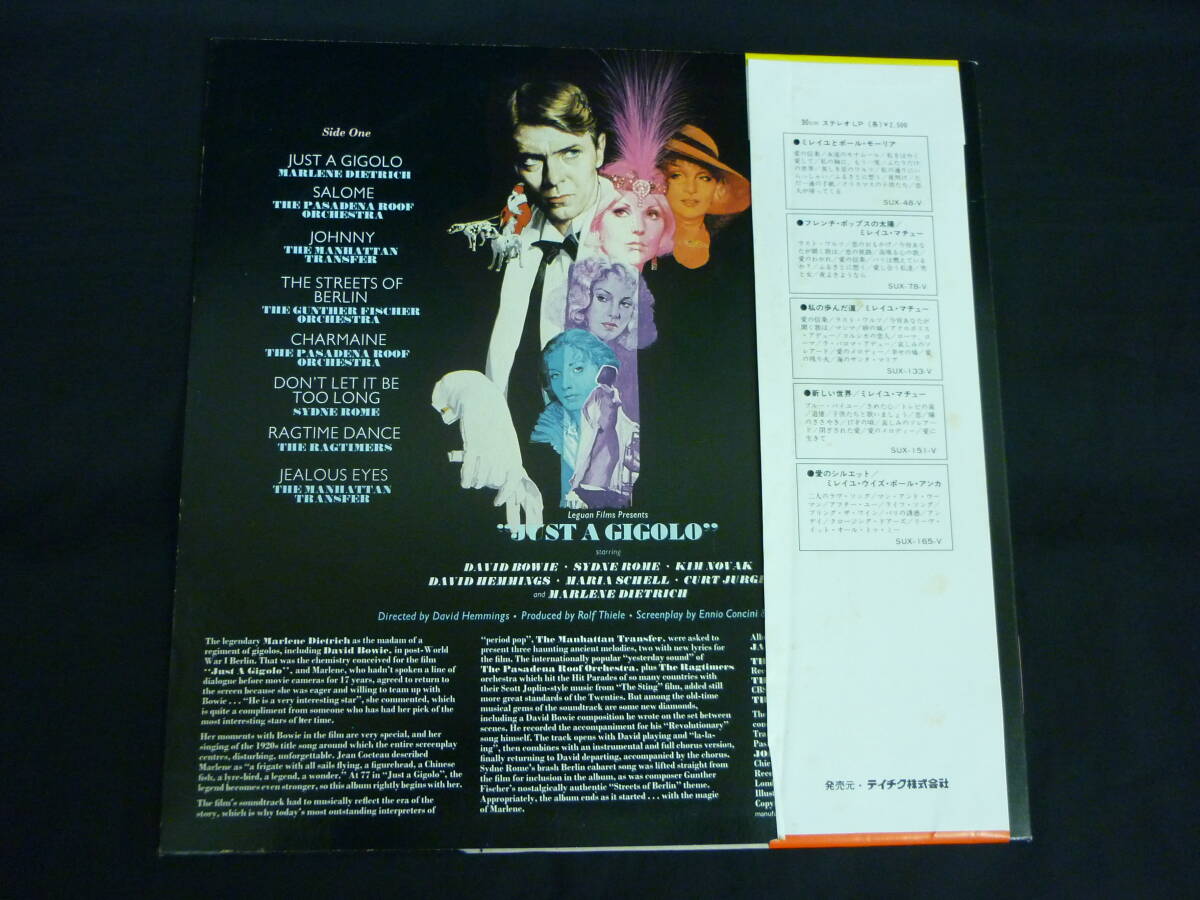 Side One
JUST A GIGOLO
MARLENE DIETRICH
SALOME
THE PASADENA ROOF
ORCHESTRA
JOHNNY
THE MANHATTAN
TRANSFER
THE STREETS OF
BERLIN
THE GUNTHER FISCHER
ORCHESTRA
CHARMAINE
THE PASADENA ROOF
ORCHESTRA
DON'T LET IT BE
TOO LONG
SYDNE ROME
RAGTIME DANCE
THE RAGTIMERS
JEALOUS EYES
THE MANHATTAN
TRANSFER
Leguan Films Presents
"JUST A GIGOLO"
starring
DAVID BOWIE · SYDNE ROME · KIM NOVAK
DAVID HEMMINGS · MARIA SCHELL · CURT JURG
and MARLENE DIETRICH
Directed by David Hemmings · Produced by Rolf Thiele · Screenplay by Ennio Concini &
The legendary Marlene Dietrich as the madam of a
regiment of gigolos, including David Bowie, in post-World
War I Berlin. That was the chemistry conceived for the film
"Just A Gigolo", and Marlene, who hadn't spoken a line of
dialogue before movie cameras for 17 years, agreed to return to
the screen because she was eager and willing to team up with
Bowie ... "He is a very interesting star", she commented, which
is quite a compliment from someone who has had her pick of the
most interesting stars of her time.
Her moments with Bowie in the film are very special, and her
singing of the 1920s title song around which the entire screenplay
centres, disturbing, unforgettable. Jean Cocteau described
Marlene as "a frigate with all sails flying, a figurehead, a Chinese
fish, a lyre-bird, a legend, a wonder." At 77 in "Just a Gigolo", the
legend becomes even stronger, so this album rightly begins with her.
The film's soundtrack had to musically reflect the era of the
story, which is why today's most outstanding interpreters of
"period pop", The Manhattan Transfer, were asked to
present three haunting ancient melodies, two with new lyrics for
the film. The internationally popular "yesterday sound" of
The Pasadena Roof Orchestra, plus The Ragtimers
orchestra which hit the Hit Parades of so many countries with
their Scott Joplin-style music from "The Sting" film, added still
more great standards of the Twenties. But among the old-time
musical gems of the soundtrack are some new diamonds,
including a David Bowie composition he wrote on the set between
scenes. He recorded the accompaniment for his "Revolutionary"
song himself. The track opens with David playing and "la-la-
ing", then combines with an instrumental and full chorus version,
finally returning to David departing, accompanied by the chorus.
Sydne Rome's brash Berlin cabaret song was lifted straight from
the film for inclusion in the album, as was composer Gunther
Fischer's nostalgically authentic "Streets of Berlin" theme.
Appropriately, the album ends as it started ... with the magic
of Marlene.
30cm ステレオLP (条)¥2,500
●ミレイユとポール・モーリア
SUX-48-V
●フレンチ・ポップスの太陽/
ミレイユ・マチュー
SUX-78-V
●私の歩んだ道/ミレイユ・マチュー
SUX-133-V
●新しい世界/ミレイユ・マチュー
SUX-151-V
●愛のシルエット/
ミレイユ・ウイズ・ポール・アンカ
SUX-165-V
発売元・テイチク株式会社